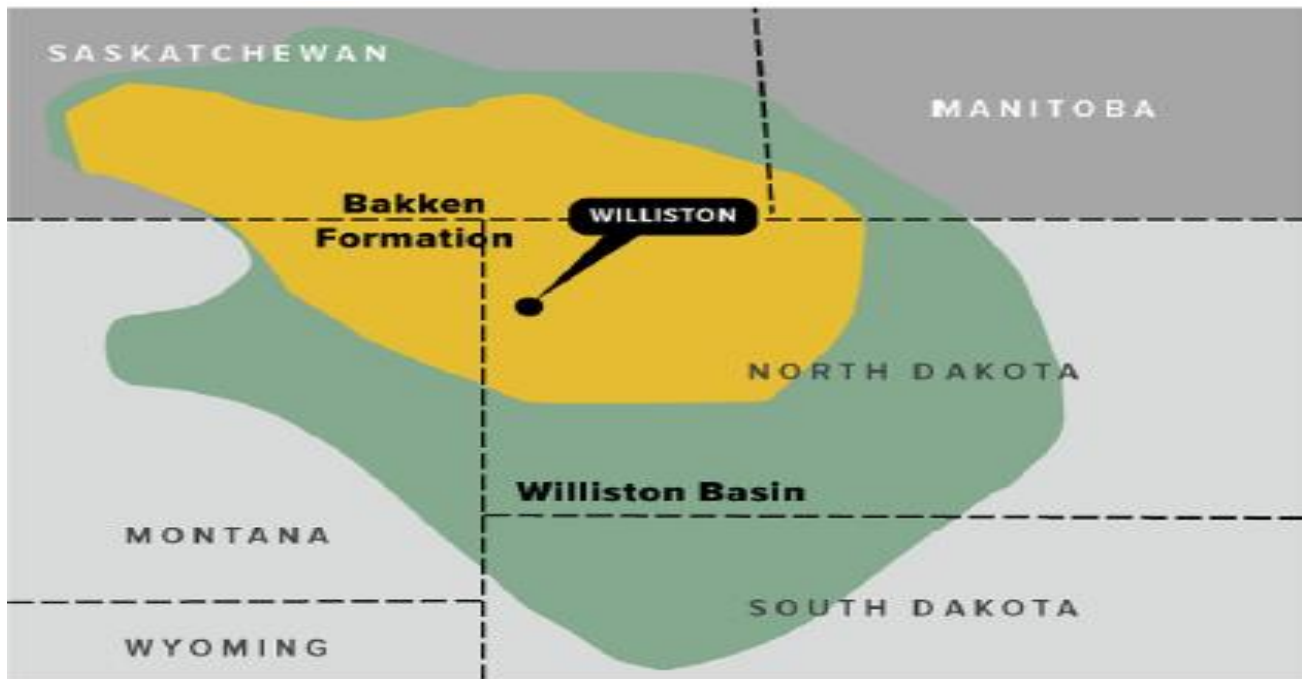 SASKATCHEWAN
MANITOBA
Bakken
Formation
WILLISTON
NORTH DAKOTA
Williston Basin
MONTANA
SOUTH DAKOTA
WYOMING